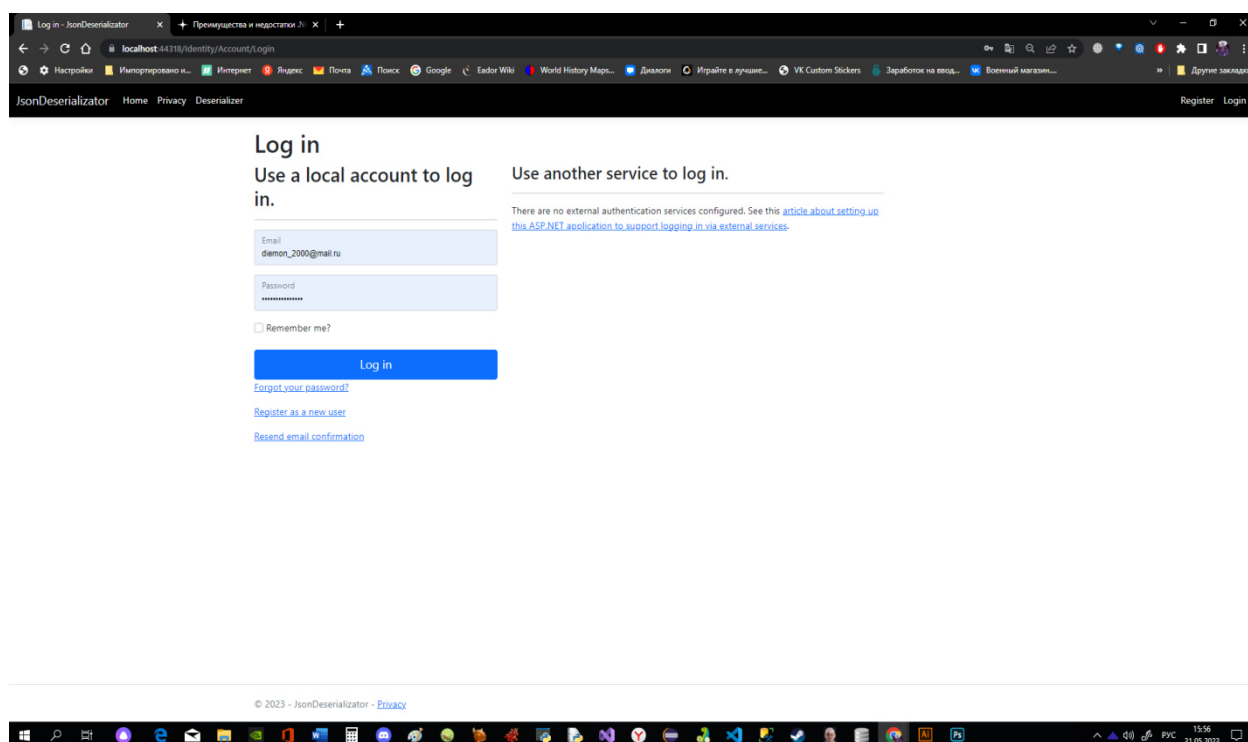 Log in - JsonDeserializator
Преимущества и недостатки .N
localhost:44318/Identity/Account/Login
Настройки Импортировано и... Интернет Яндекс Почта Поиск Google Eador Wiki World History Maps... Диалоги Играйте в лучшие... VK Custom Stickers Заработок на ввод... Военный магазин... » Другие закладки
JsonDeserializator Home Privacy Deserializer Register Login
Log in
Use a local account to log
in.
Email
diemon_2000@mail.ru
Password
Remember me?
Log in
Forgot your password?
Register as a new user
Resend email confirmation
Use another service to log in.
There are no external authentication services configured. See this article about setting up
this ASP.NET application to support logging in via external services.
© 2023 - JsonDeserializator - Privacy
РУС
15:56
31.05.2023